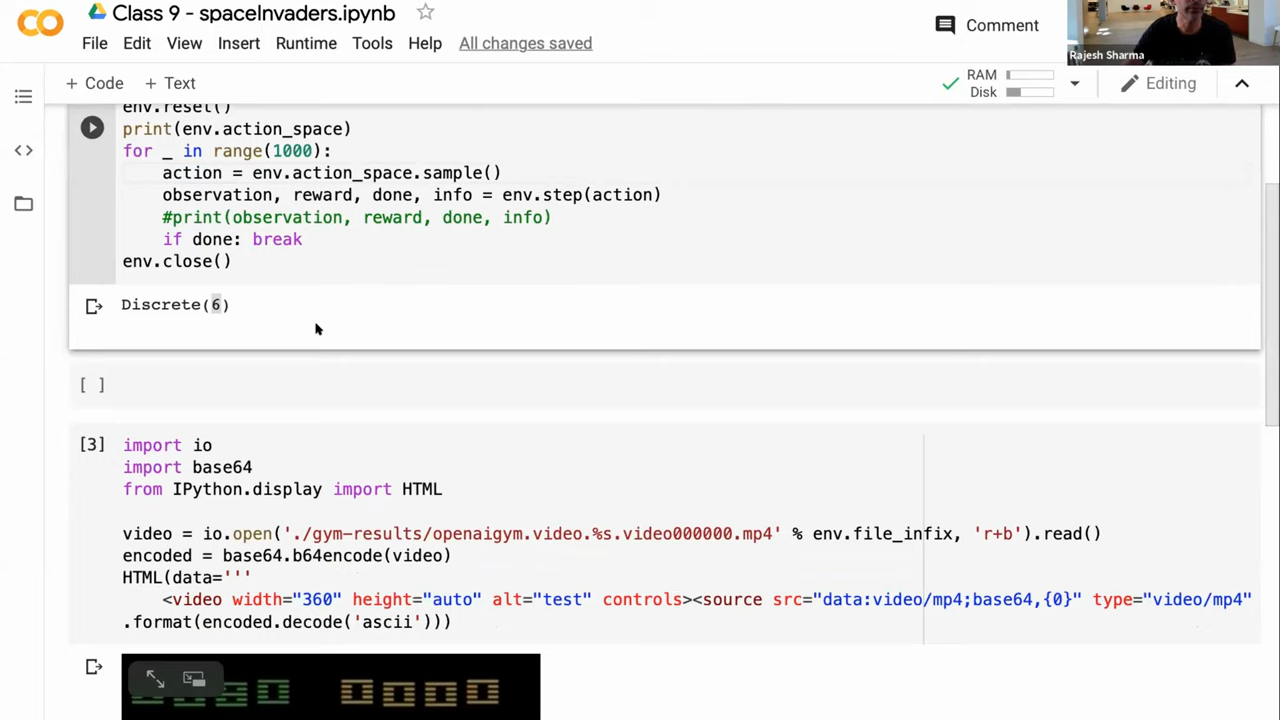 Class 9 - spaceInvaders.ipynb
File Edit View Insert Runtime Tools Help All changes saved
Comment
Rajesh Sharma
+ Code + Text
RAM
Disk
Editing
env.reset()
print(env.action_space)
for _ in range(1000):
    action = env.action_space.sample()
    observation, reward, done, info = env.step(action)
    #print(observation, reward, done, info)
    if done: break
env.close()
Discrete(6)
[ ]
[3]
import io
import base64
from IPython.display import HTML
video = io.open('./gym-results/openaigym.video.%s.video000000.mp4' % env.file_infix, 'r+b').read()
encoded = base64.b64encode(video)
HTML(data='''
    <video width="360" height="auto" alt="test" controls><source src="data:video/mp4;base64,{0}" type="video/mp4"
.format(encoded.decode('ascii')))